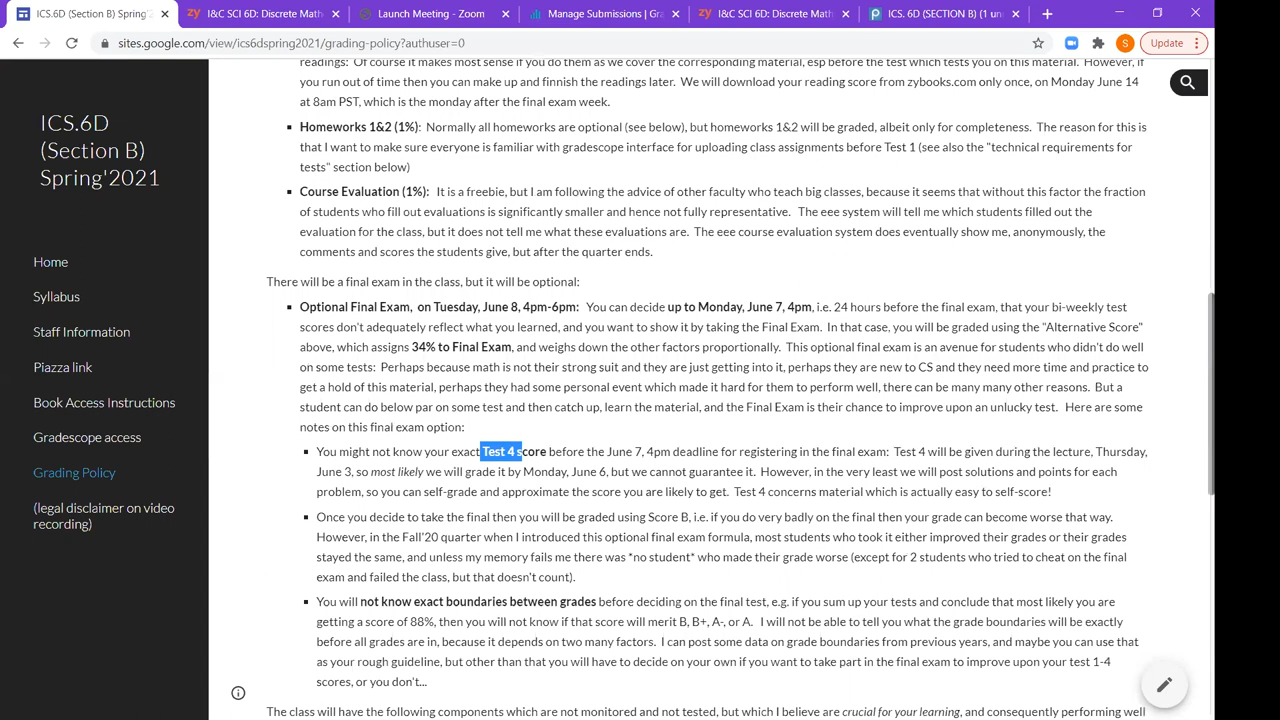 ICS.6D (Section B) Spring'
I&C SCI 6D: Discrete Math
Launch Meeting - Zoom
Manage Submissions | Gra
I&C SCI 6D: Discrete Math
ICS. 6D (SECTION B) (1 un
sites.google.com/view/ics6dspring2021/grading-policy?authuser=0
S
Update
ICS.6D
(Section B)
Spring'2021
Home
Syllabus
Staff Information
Piazza link
Book Access Instructions
Gradescope access
Grading Policy
(legal disclaimer on video
recording)
readings: Of course it makes most sense if you do them as we cover the corresponding material, esp before the test which tests you on this material. However, if
you run out of time then you can make up and finnish the readings later. We will download your reading score from zybooks.com only once, on Monday June 14
at 8am PST, which is the monday after the final exam week.
Homeworks 1&2 (1%): Normally all homeworks are optional (see below), but homeworks 1&2 will be graded, albeit only for completeness. The reason for this is
that I want to make sure everyone is familiar with gradescope interface for uploading class assignments before Test 1 (see also the "technical requirements for
tests" section below)
Course Evaluation (1%): It is a freebie, but I am following the advice of other faculty who teach big classes, because it seems that without this factor the fraction
of students who fill out evaluations is significantly smaller and hence not fully representative. The eee system will tell me which students filled out the
evaluation for the class, but it does not tell me what these evaluations are. The eee course evaluation system does eventually show me, anonymously, the
comments and scores the students give, but after the quarter ends.
There will be a final exam in the class, but it will be optional:
Optional Final Exam, on Tuesday, June 8, 4pm-6pm: You can decide up to Monday, June 7, 4pm, i.e. 24 hours before the final exam, that your bi-weekly test
scores don't adequately reflect what you learned, and you want to show it by taking the Final Exam. In that case, you will be graded using the "Alternative Score"
above, which assigns 34% to Final Exam, and weighs down the other factors proportionally. This optional final exam is an avenue for students who didn't do well
on some tests: Perhaps because math is not their strong suit and they are just getting into it, perhaps they are new to CS and they need more time and practice to
get a hold of this material, perhaps they had some personal event which made it hard for them to perform well, there can be many many other reasons. But a
student can do below par on some test and then catch up, learn the material, and the Final Exam is their chance to improve upon an unlucky test. Here are some
notes on this final exam option:
You might not know your exact Test 4 score before the June 7, 4pm deadline for registering in the final exam: Test 4 will be given during the lecture, Thursday,
June 3, so most likely we will grade it by Monday, June 6, but we cannot guarantee it. However, in the very least we will post solutions and points for each
problem, so you can self-grade and approximate the score you are likely to get. Test 4 concerns material which is actually easy to self-score!
Once you decide to take the final then you will be graded using Score B, i.e. if you do very badly on the final then your grade can become worse that way.
However, in the Fall'20 quarter when I introduced this optional final exam formula, most students who took it either improved their grades or their grades
stayed the same, and unless my memory fails me there was *no student* who made their grade worse (except for 2 students who tried to cheat on the final
exam and failed the class, but that doesn't count).
You will not know exact boundaries between grades before deciding on the final test, e.g. if you sum up your tests and conclude that most likely you are
getting a score of 88%, then you will not know if that score will merit B, B+, A-, or A. I will not be able to tell you what the grade boundaries will be exactly
before all grades are in, because it depends on two many factors. I can post some data on grade boundaries from previous years, and maybe you can use that
as your rough guideline, but other than that you will have to decide on your own if you want to take part in the final exam to improve upon your test 1-4
scores, or you don't...
The class will have the following components which are not monitored and not tested, but which I believe are crucial for your learning, and consequently performing well